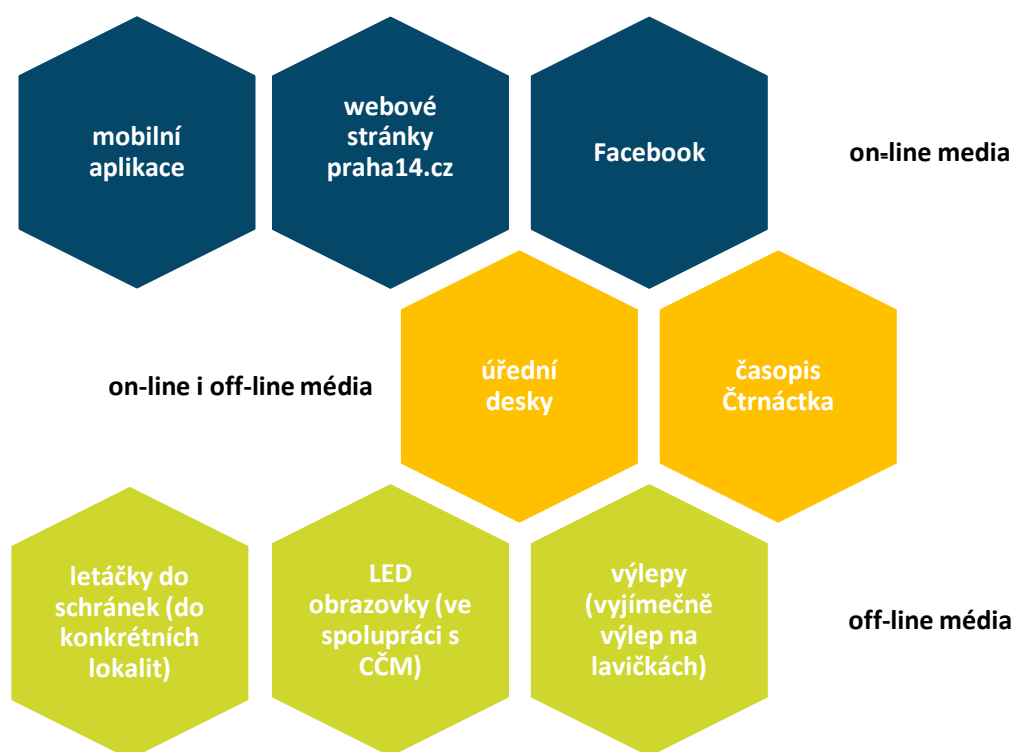 mobilní
aplikace
webové
stránky
praha14.cz
Facebook
on-line media
on-line i off-line média
úřední
desky
časopis
Čtrnáctka
letáčky do
schránek (do
konkrétních
lokalit)
LED
obrazovky (ve
spolupráci s
CČM)
výlepy
(vyjímečně
výlep na
lavičkách)
off-line média